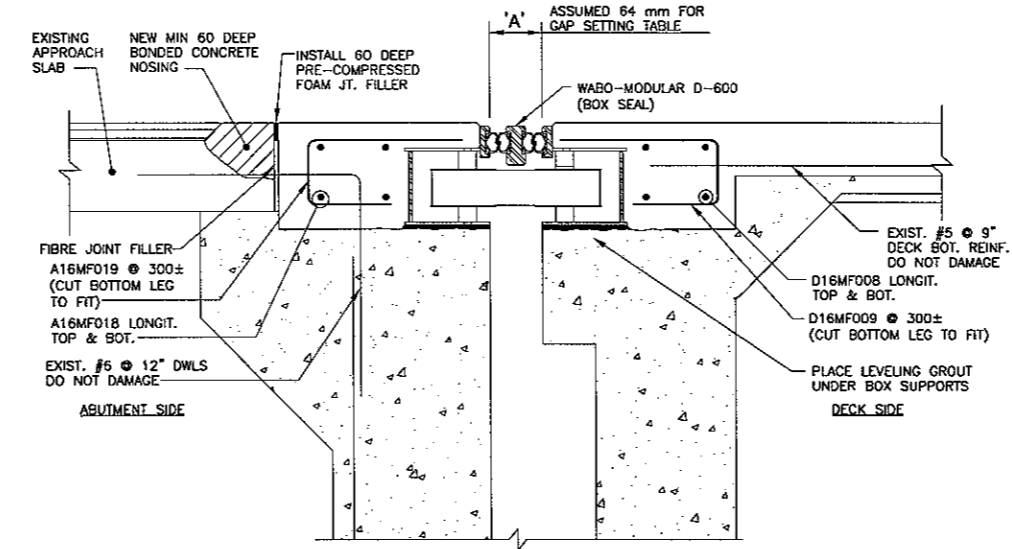 'A'
ASSUMED 64 mm FOR
GAP SETTING TABLE
EXISTING
APPROACH
SLAB
NEW MIN 60 DEEP
BONDED CONCRETE
NOSING
INSTALL 60 DEEP
PRE-COMPRESSED
FOAM JT. FILLER
WABO-MODULAR D-600
(BOX SEAL)
FIBRE JOINT FILLER
A16MF019 @ 300±
(CUT BOTTOM LEG
TO FIT)
A16MF018 LONGIT.
TOP & BOT.
EXIST. #5 @ 12" DWLS
DO NOT DAMAGE
ABUTMENT SIDE
EXIST. #5 @ 9"
DECK BOT. REINF.
DO NOT DAMAGE
D16MF008 LONGIT.
TOP & BOT.
D16MF009 @ 300±
(CUT BOTTOM LEG TO FIT)
PLACE LEVELING GROUT
UNDER BOX SUPPORTS
DECK SIDE